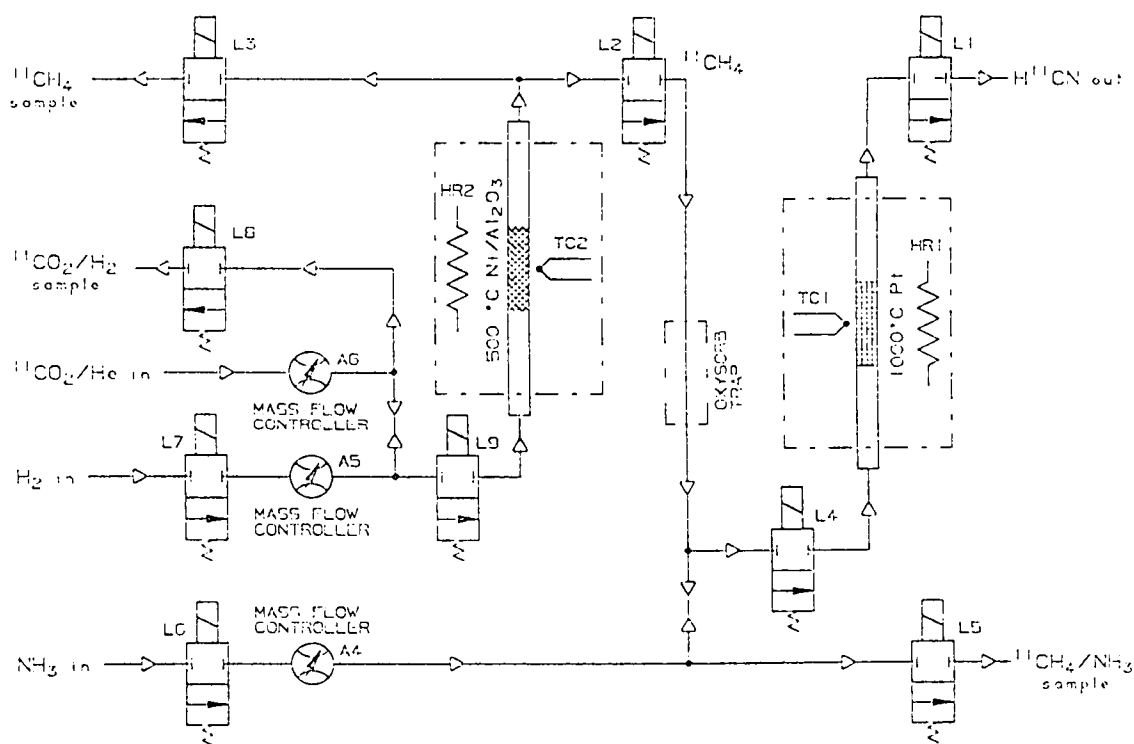 L3
L2
¹¹CH₄
L1
¹¹CH₄
sample
H¹¹CN out
HR2
500 °C Ni/Al₂O₃
TC2
L8
¹¹CO₂/H₂
sample
HR1
TC1
1000°C Pt
OXYSORB
TRAP
¹¹CO₂/He in
A6
MASS FLOW
CONTROLLER
L7
L9
H₂ in
A5
MASS FLOW
CONTROLLER
L4
MASS FLOW
CONTROLLER
L6
L5
NH₃ in
A4
¹¹CH₄/NH₃
sample